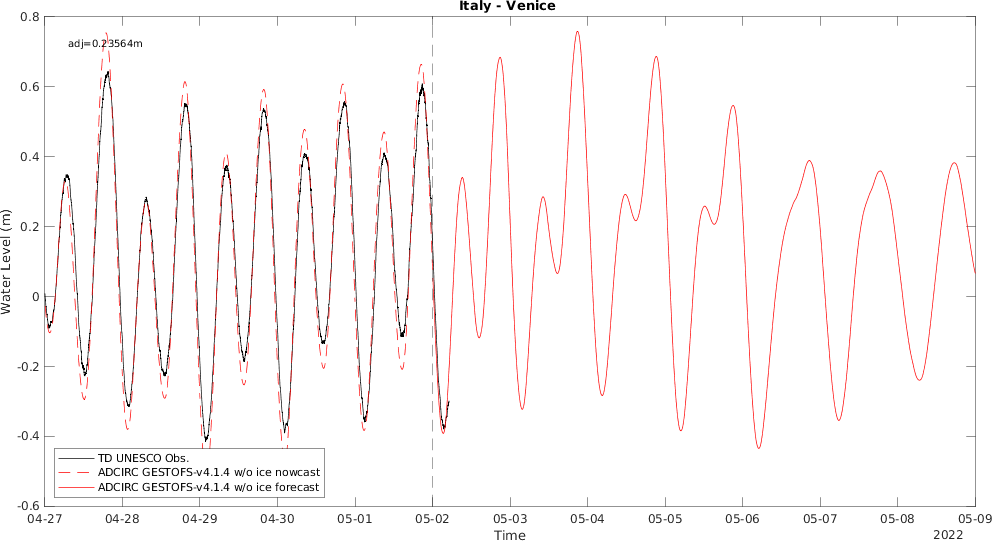 Italy - Venice
adj=0.23564m
Water Level (m)
0.8
0.6
0.4
0.2
0
-0.2
-0.4
-0.6
TD UNESCO Obs.
ADCIRC GESTOFS-v4.1.4 w/o ice nowcast
ADCIRC GESTOFS-v4.1.4 w/o ice forecast
04-27 04-28 04-29 04-30 05-01 05-02 05-03 05-04 05-05 05-06 05-07 05-08 05-09
Time
2022